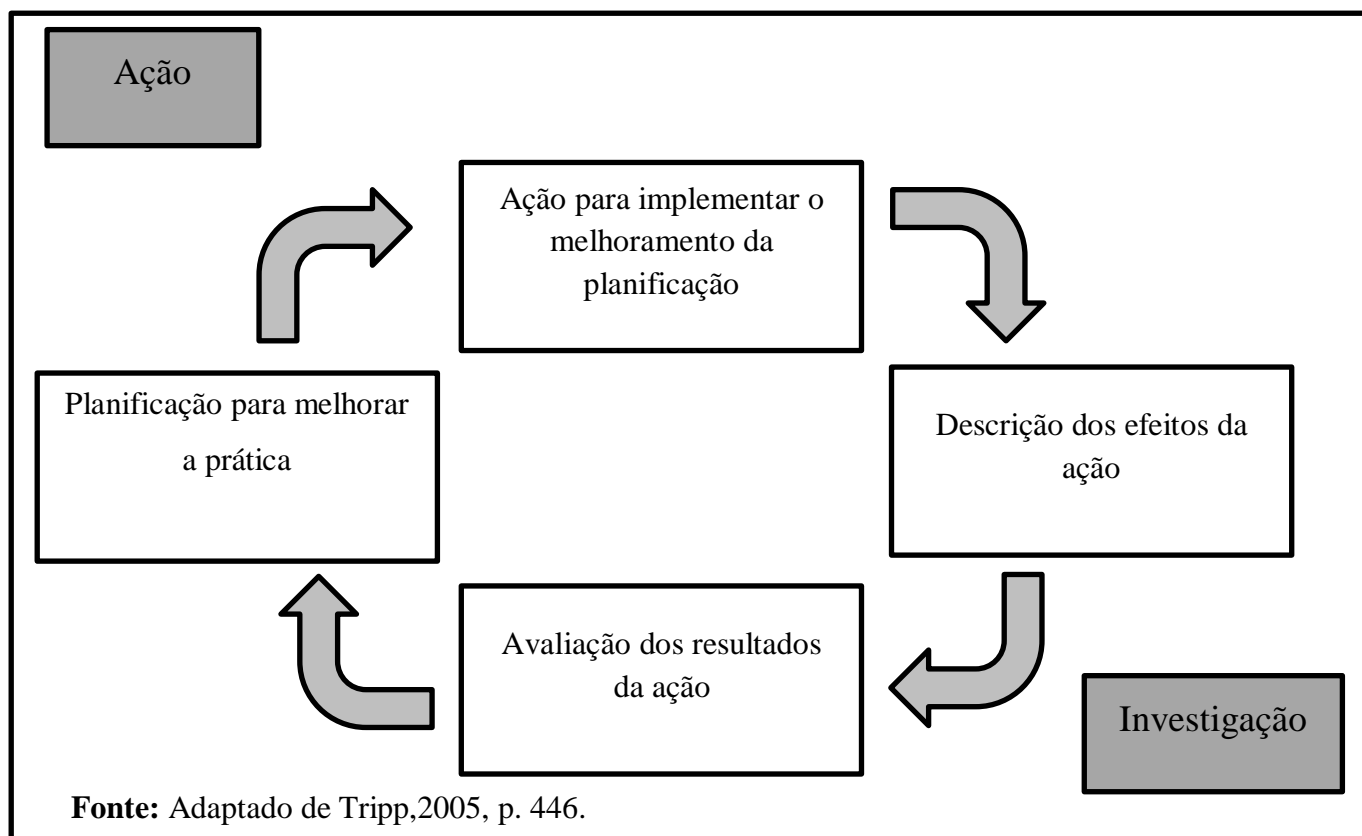 Ação
Ação para implementar o
melhoramento da
planificação
Planificação para melhorar
a prática
Descrição dos efeitos da
ação
Avaliação dos resultados
da ação
Investigação
Fonte: Adaptado de Tripp,2005, p. 446.